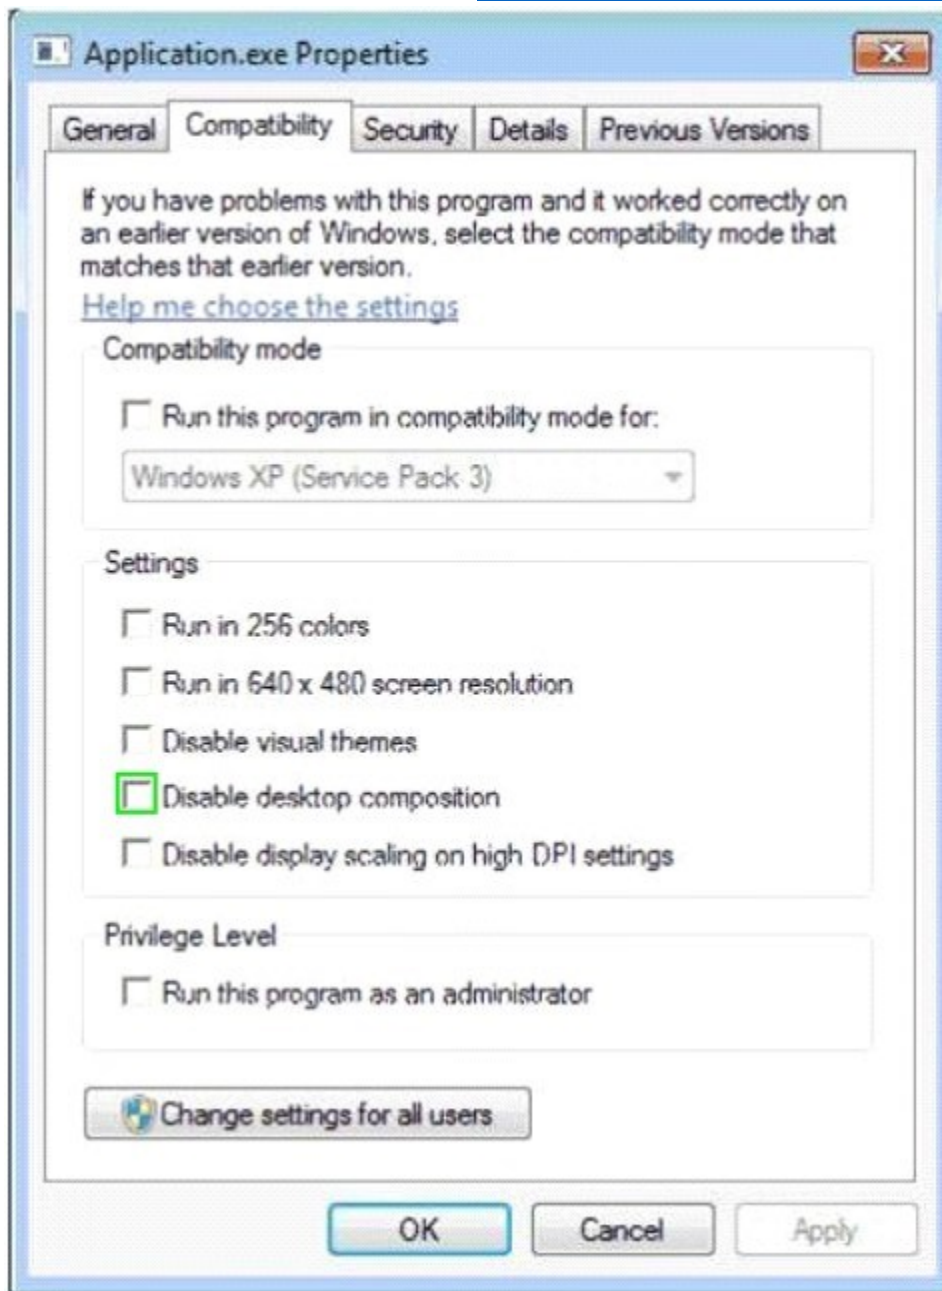 Application.exe Properties
General Compatibility Security Details Previous Versions
If you have problems with this program and it worked correctly on
an earlier version of Windows, select the compatibility mode that
matches that earlier version.
Help me choose the settings
Compatibility mode
Run this program in compatibility mode for:
Windows XP (Service Pack 3)
Settings
Run in 256 colors
Run in 640 x 480 screen resolution
Disable visual themes
Disable desktop composition
Disable display scaling on high DPI settings
Privilege Level
Run this program as an administrator
Change settings for all users
OK Cancel Apply